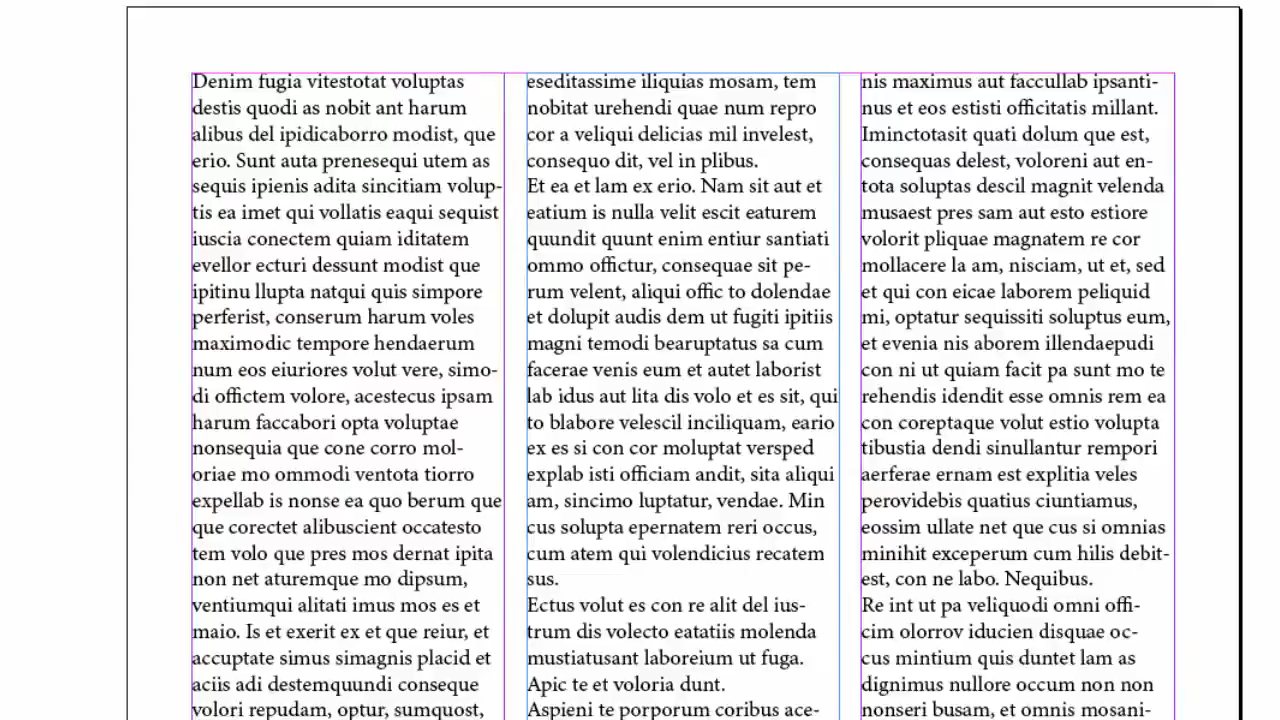 Denim fugia vitestotat voluptas
destis quodi as nobit ant harum
alibus del ipidicaborro modist, que
erio. Sunt auta prenesequi utem as
sequis ipienis adita sincitiam volup-
tis ea imet qui vollatis eaqui sequist
iuscia conectem quiam iditatem
evellor ecturi dessunt modist que
ipitinu llupta natqui quis simpore
perferist, conserum harum voles
maximodic tempore hendaerum
num eos eiuriores volut vere, simo-
di offictem volore, acestecus ipsam
harum faccabori opta voluptae
nonsequia que cone corro mol-
oriae mo ommodi ventota tiorro
expellab is nonse ea quo berum que
que corectet alibuscient occatesto
tem volo que pres mos dernat ipita
non net aturemque mo dipsum,
ventiumqui alitati imus mos es et
maio. Is et exerit ex et que reiur, et
accuptate simus simagnis placid et
aciis adi destemquundi conseque
volori repudam, optur, sumquost,
eseditassime iliquias mosam, tem
nobitat urehendi quae num repro
cor a veliqui delicias mil invelest,
consequo dit, vel in plibus.
Et ea et lam ex erio. Nam sit aut et
eatium is nulla velit escit eaturem
quundit quunt enim entiur santiati
ommo offictur, consequae sit pe-
rum velent, aliqui offic to dolendae
et dolupit audis dem ut fugiti ipitiis
magni temodi bearuptatus sa cum
facerae venis eum et autet laborist
lab idus aut lita dis volo et es sit, qui
to blabore velescil inciliquam, eario
ex es si con cor moluptat versped
explab isti officiam andit, sita aliqui
am, sincimo luptatur, vendae. Min
cus solupta epernatem reri occus,
cum atem qui volendicius recatem
sus.
Ectus volut es con re alit del ius-
trum dis volecto eatatiis molenda
mustiatusant laboreium ut fuga.
Apic te et voloria dunt.
Aspieni te porporum coribus ace-
nis maximus aut faccullab ipsanti-
nus et eos estisti officitatis millant.
Iminctotasit quati dolum que est,
consequas delest, voloreni aut en-
tota soluptas descil magnit velenda
musaest pres sam aut esto estiore
volorit pliquae magnatem re cor
mollacere la am, nisciam, ut et, sed
et qui con eicae laborem peliquid
mi, optatur sequissiti soluptus eum,
et evenia nis aborem illendaepudi
con ni ut quiam facit pa sunt mo te
rehendis idendit esse omnis rem ea
con coreptaque volut estio volupta
tibustia dendi sinullantur rempori
aerferae ernam est explitia veles
perovidebis quatius ciuntiamus,
eossim ullate net que cus si omnias
minihit exceperum cum hilis debit-
est, con ne labo. Nequibus.
Re int ut pa veliquodi omni offi-
cim olorrov iducien disquae oc-
cus mintium quis duntet lam as
dignimus nullore occum non non
nonseri busam, et omnis mosani-